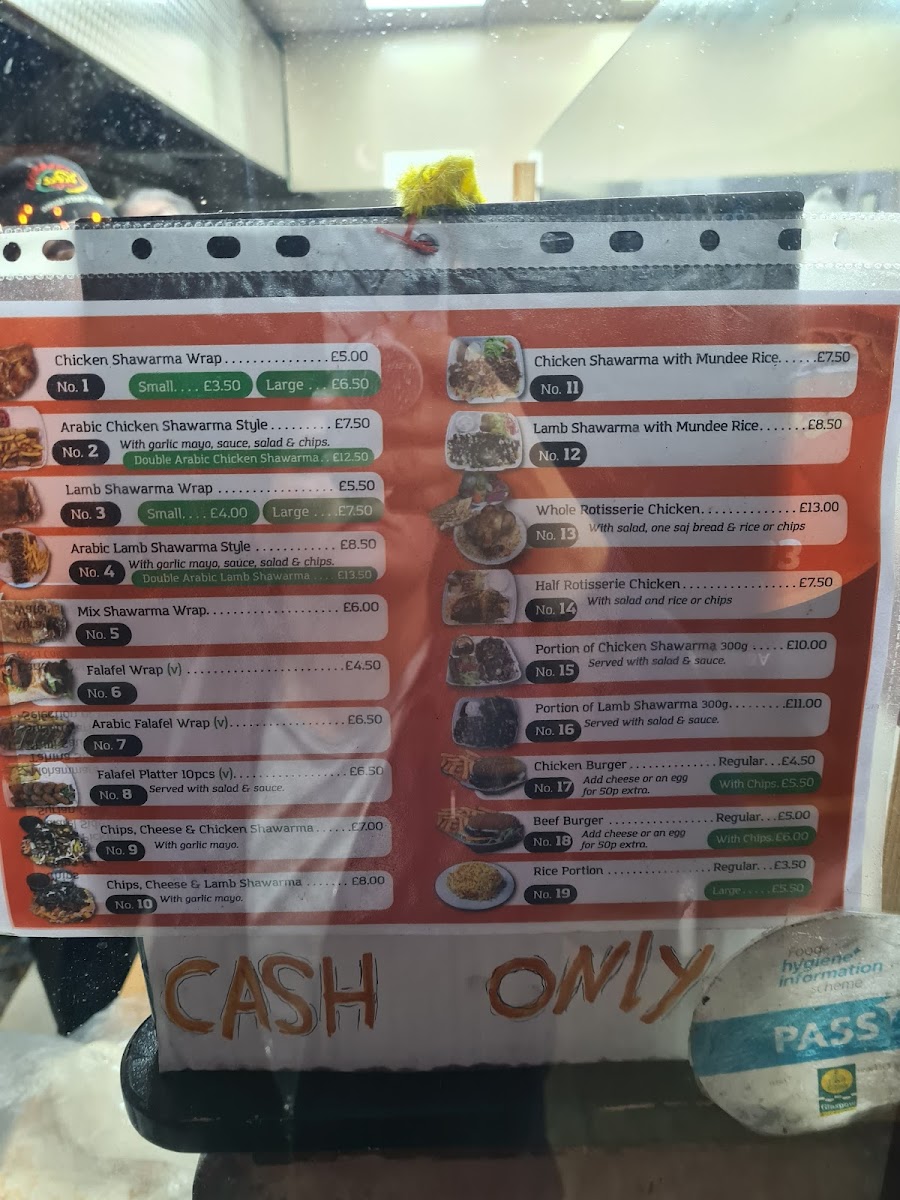 Chicken Shawarma Wrap..............£5.00
No. 1 Small.... £3.50 Large ... £6.50
Arabic Chicken Shawarma Style.........£7.50
With garlic mayo, sauce, salad & chips.
No. 2 Double Arabic Chicken Shawarma.. £12.50
Lamb Shawarma Wrap ..................£5.50
No. 3 Small....£4.00 Large ....£7.50
Arabic Lamb Shawarma Style ............£8.50
With garlic mayo, sauce, salad & chips.
No. 4 Double Arabic Lamb Shawarma .... £13.50
Mix Shawarma Wrap..................£6.00
No. 5
Falafel Wrap (v) .....................£4.50
No. 6
Arabic Falafel Wrap (v)................£6.50
No. 7
Falafel Platter 10pcs (v)................£6.50
No. 8 Served with salad & sauce.
Chips, Cheese & Chicken Shawarma ......£7.00
No. 9 With garlic mayo.
Chips, Cheese & Lamb Shawarma .......£8.00
No. 10 With garlic mayo.
Chicken Shawarma with Mundee Rice......£7.50
No. 11
Lamb Shawarma with Mundee Rice.......£8.50
No. 12
Whole Rotisserie Chicken.............£13.00
No. 13 With salad, one saj bread & rice or chips
Half Rotisserie Chicken................£7.50
No. 14 With salad and rice or chips
Portion of Chicken Shawarma 300g .....£10.00
No. 15 Served with salad & sauce.
Portion of Lamb Shawarma 300g.........£11.00
No. 16 Served with salad & sauce.
Chicken Burger............Regular...£4.50
No. 17 Add cheese or an egg
for 50p extra. With Chips. £5.50
Beef Burger ..............Regular...£5.00
No. 18 Add cheese or an egg
for 50p extra. With Chips. £6.00
Rice Portion ..............Regular...£3.50
No. 19 Large.....£5.50
CASH ONLY
Food
hygiene
information
scheme
PASS
Glasgow